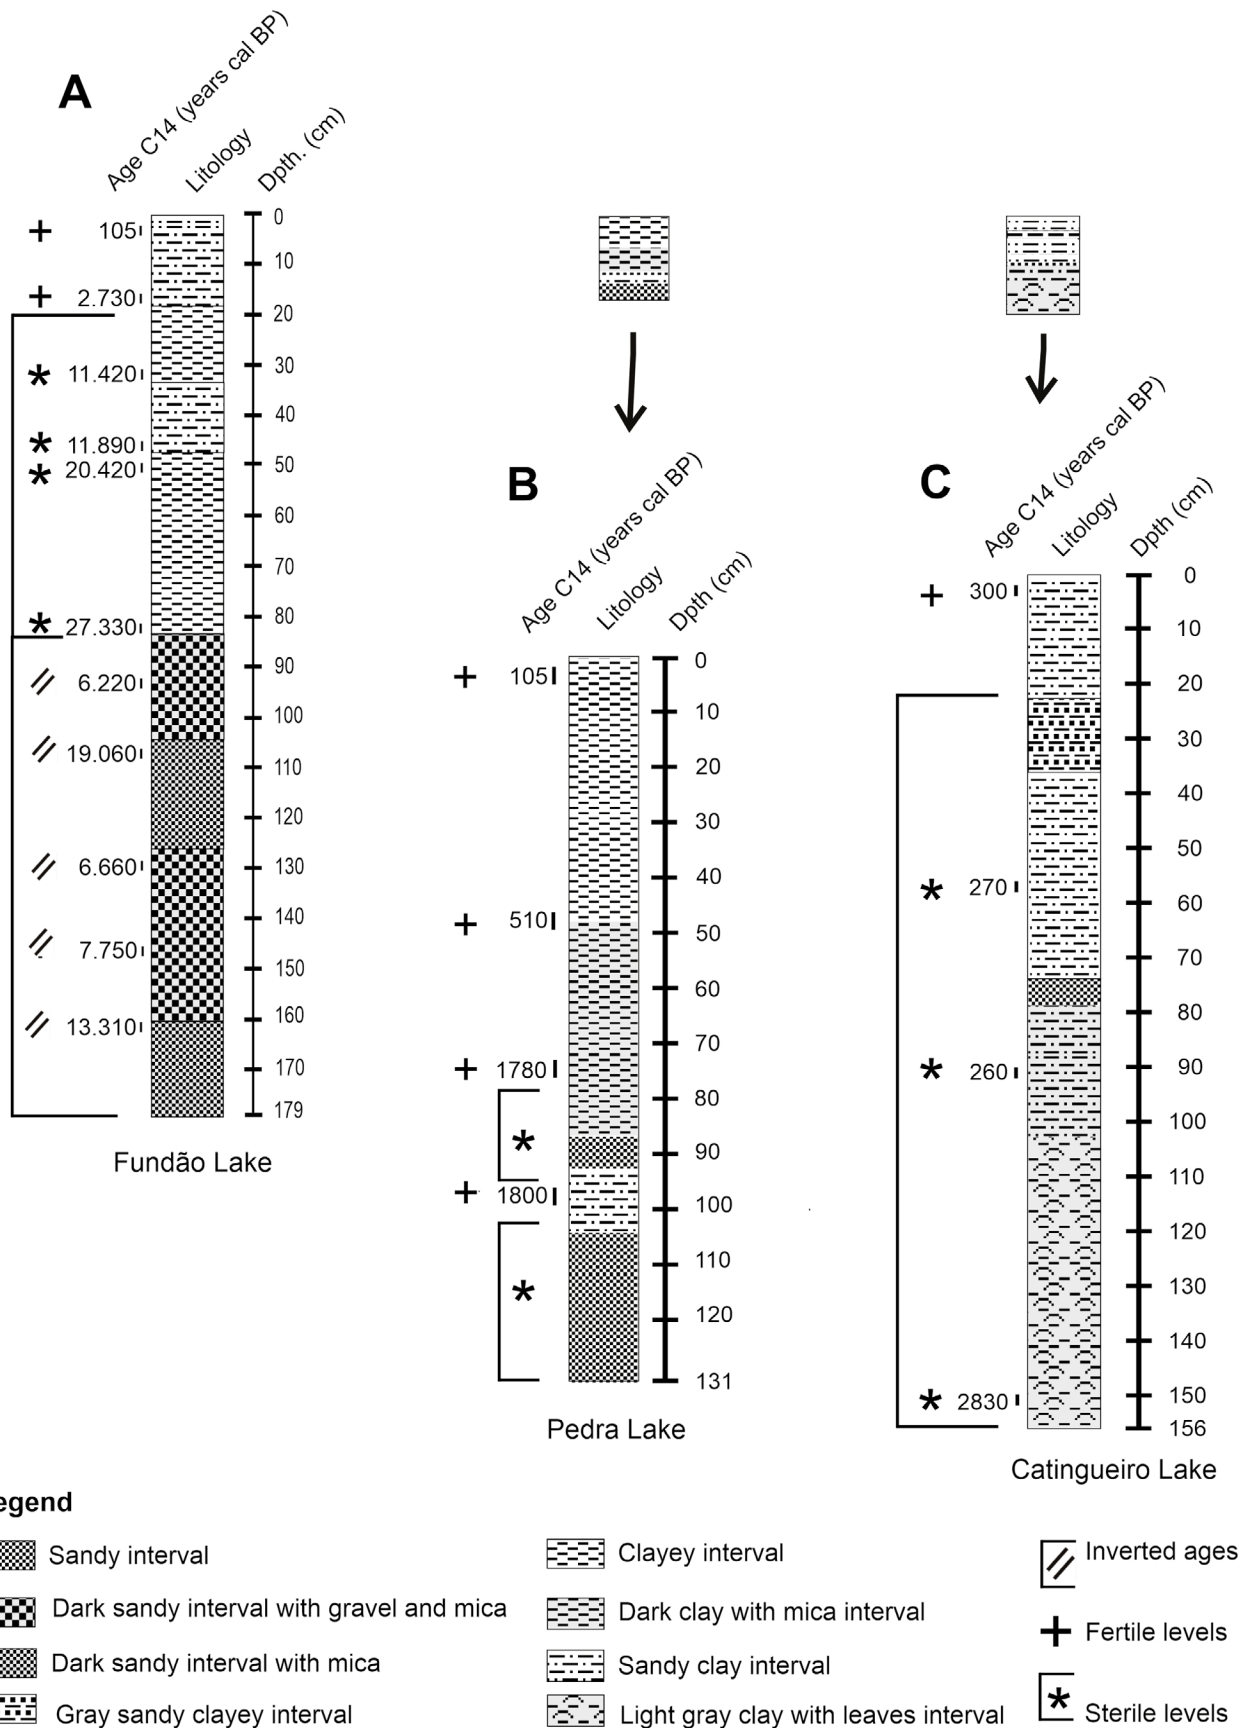 A
Age C14 (years cal BP)
Litology
Dpth. (cm)
105
2.730
11.420
11.890
20.420
27.330
6.220
19.060
6.660
7.750
13.310
0
10
20
30
40
50
60
70
80
90
100
110
120
130
140
150
160
170
179
Fundão Lake
B
Age C14 (years cal BP)
Litology
Dpth (cm)
105
510
1780
1800
0
10
20
30
40
50
60
70
80
90
100
110
120
131
Pedra Lake
C
Age C14 (years cal BP)
Litology
Dpth (cm)
300
270
260
2830
0
10
20
30
40
50
60
70
80
90
100
110
120
130
140
150
156
Catingueiro Lake
egend
Sandy interval
Dark sandy interval with gravel and mica
Dark sandy interval with mica
Gray sandy clayey interval
Clayey interval
Dark clay with mica interval
Sandy clay interval
Light gray clay with leaves interval
Inverted ages
Fertile levels
Sterile levels